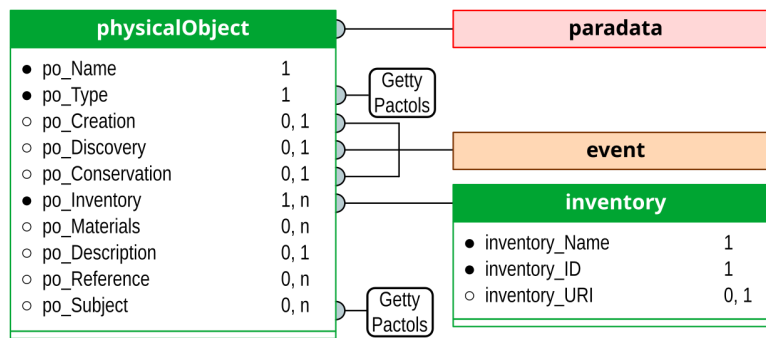 physicalObject
● po_Name 1
● po_Type 1
○ po_Creation 0, 1
○ po_Discovery 0, 1
○ po_Conservation 0, 1
● po_Inventory 1, n
○ po_Materials 0, n
○ po_Description 0, 1
○ po_Reference 0, n
○ po_Subject 0, n
Getty
Pactols
Getty
Pactols
paradata
event
inventory
● inventory_Name 1
● inventory_ID 1
○ inventory_URI 0, 1